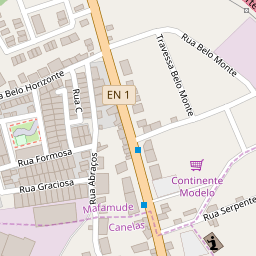 Rua Belo Monte
Travessa Belo Monte
Rua Belo Horizonte
Rua C
EN 1
Rua Formosa
Rua Abraços
Rua Graciosa
Continente
Modelo
Mafamude
Canelas
Rua Serpente